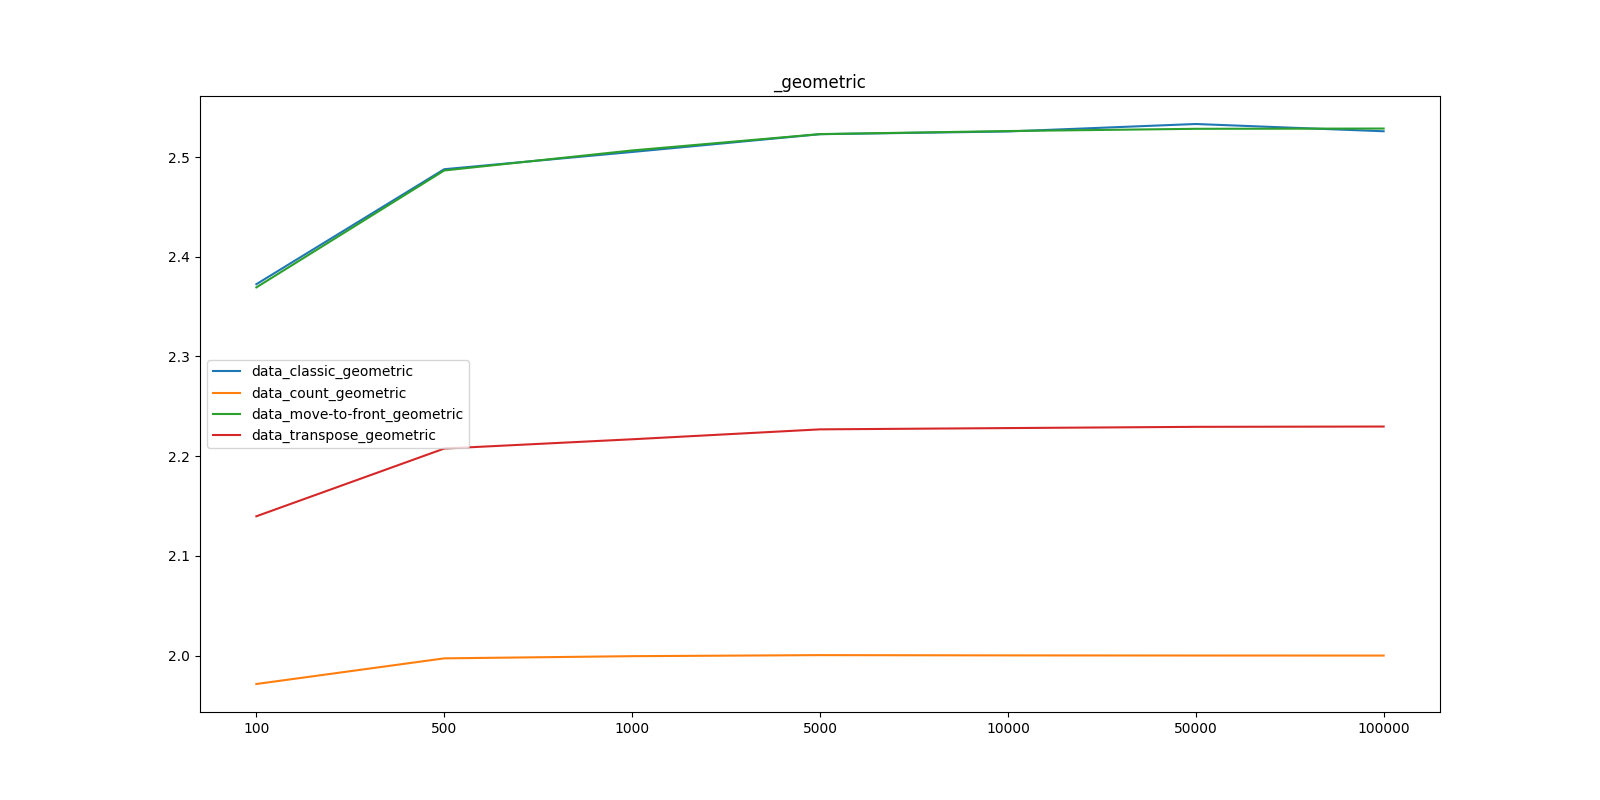 _geometric
2.5
2.4
2.3
2.2
2.1
2.0
data_classic_geometric
data_count_geometric
data_move-to-front_geometric
data_transpose_geometric
100 500 1000 5000 10000 50000 100000